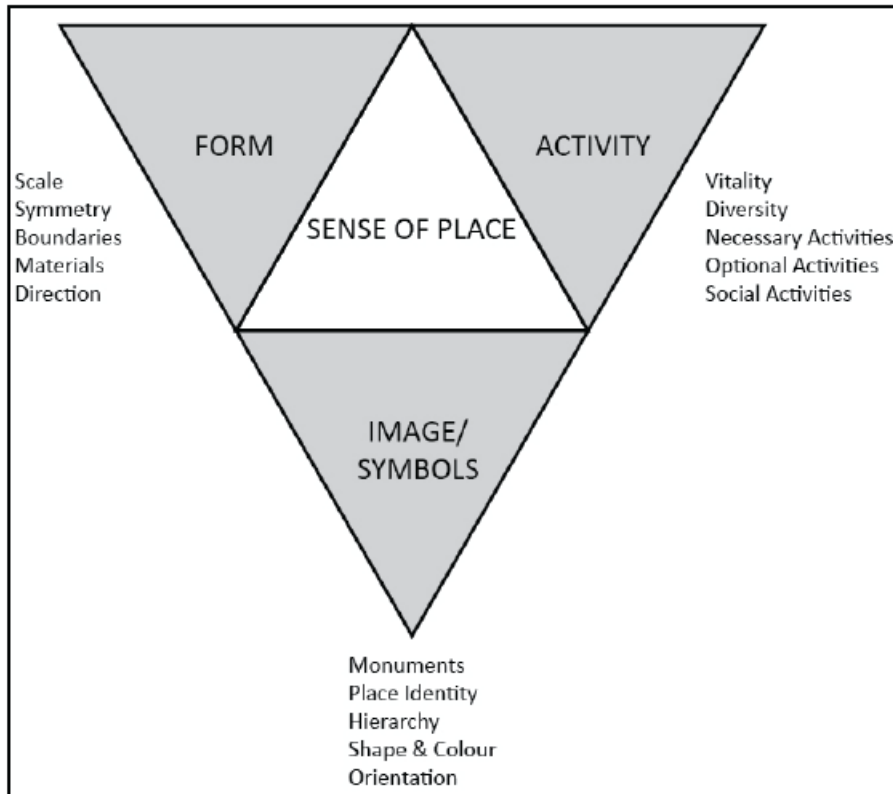 FORM
ACTIVITY
Scale
Symmetry
Boundaries
Materials
Direction
SENSE OF PLACE
Vitality
Diversity
Necessary Activities
Optional Activities
Social Activities
IMAGE/
SYMBOLS
Monuments
Place Identity
Hierarchy
Shape & Colour
Orientation